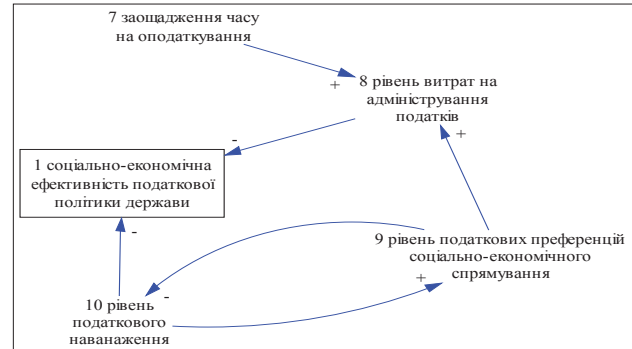 7 заощадження часу
на оподаткування
+
8 рівень витрат на
адміністрування
податків
-
+
1 соціально-економічна
ефективність податкової
політики держави
-
9 рівень податкових преференцій
соціально-економічного
спрямування
+
-
10 рівень
податкового
наванаження